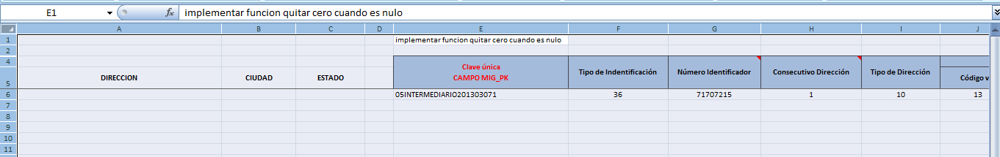 E1 fx implementar funcion quitar cero cuando es nulo
A B C D E F G H I J
1 implementar funcion quitar cero cuando es nulo
2
4 Clave única
DIRECCION CIUDAD ESTADO CAMPO MIG_PK Tipo de Indentificación Número Identificador Consecutivo Dirección Tipo de Dirección
5 Código v
6 05INTERMEDIARIO201303071 36 71707215 1 10 13
7
8
9
10
11